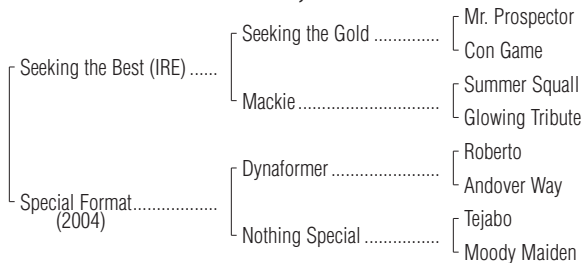 Mr. Prospector
Seeking the Gold ..............
Con Game
Seeking the Best (IRE) ......
Summer Squall
Mackie.............................
Glowing Tribute
Roberto
Dynaformer .......................
Andover Way
Special Format..................
(2004)
Tejabo
Nothing Special ................
Moody Maiden